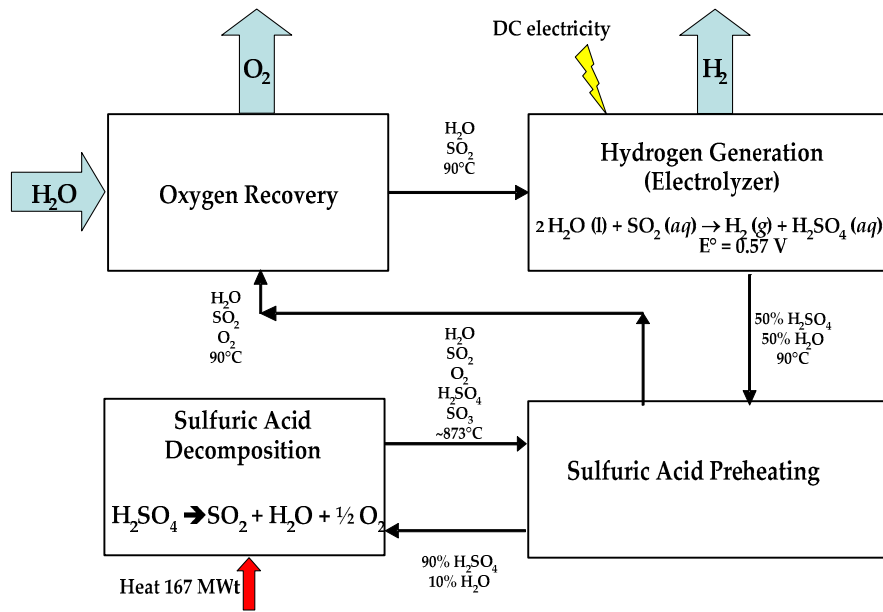 O₂
DC electricity
H₂
H₂O
Oxygen Recovery
H₂O
SO₂
90°C
Hydrogen Generation
(Electrolyzer)
2 H₂O (l) + SO₂ (aq) → H₂ (g) + H₂SO₄ (aq)
E° = 0.57 V
H₂O
SO₂
O₂
90°C
H₂O
SO₂
O₂
H₂SO₄
SO₃
~873°C
50% H₂SO₄
50% H₂O
90°C
Sulfuric Acid
Decomposition
H₂SO₄ ➔ SO₂ + H₂O + ½ O₂
Sulfuric Acid Preheating
90% H₂SO₄
10% H₂O
Heat 167 MWt